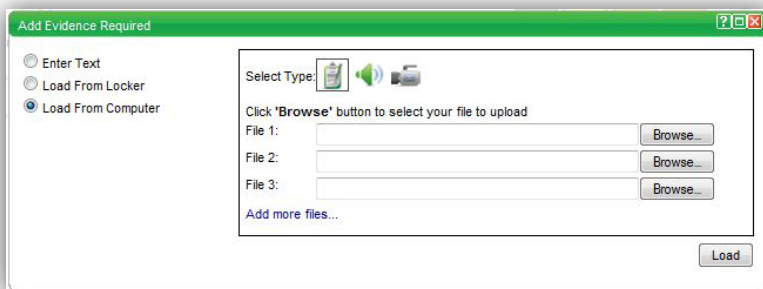 Add Evidence Required
?
Enter Text
Load From Locker
Load From Computer
Select Type:
Click 'Browse' button to select your file to upload
File 1: Browse...
File 2: Browse...
File 3: Browse...
Add more files...
Load